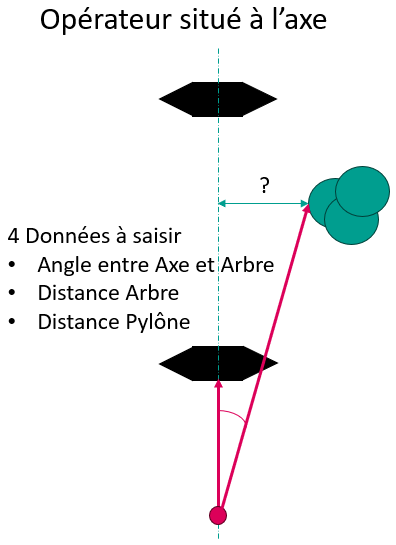 Opérateur situé à l’axe
?
4 Données à saisir
• Angle entre Axe et Arbre
• Distance Arbre
• Distance Pylône